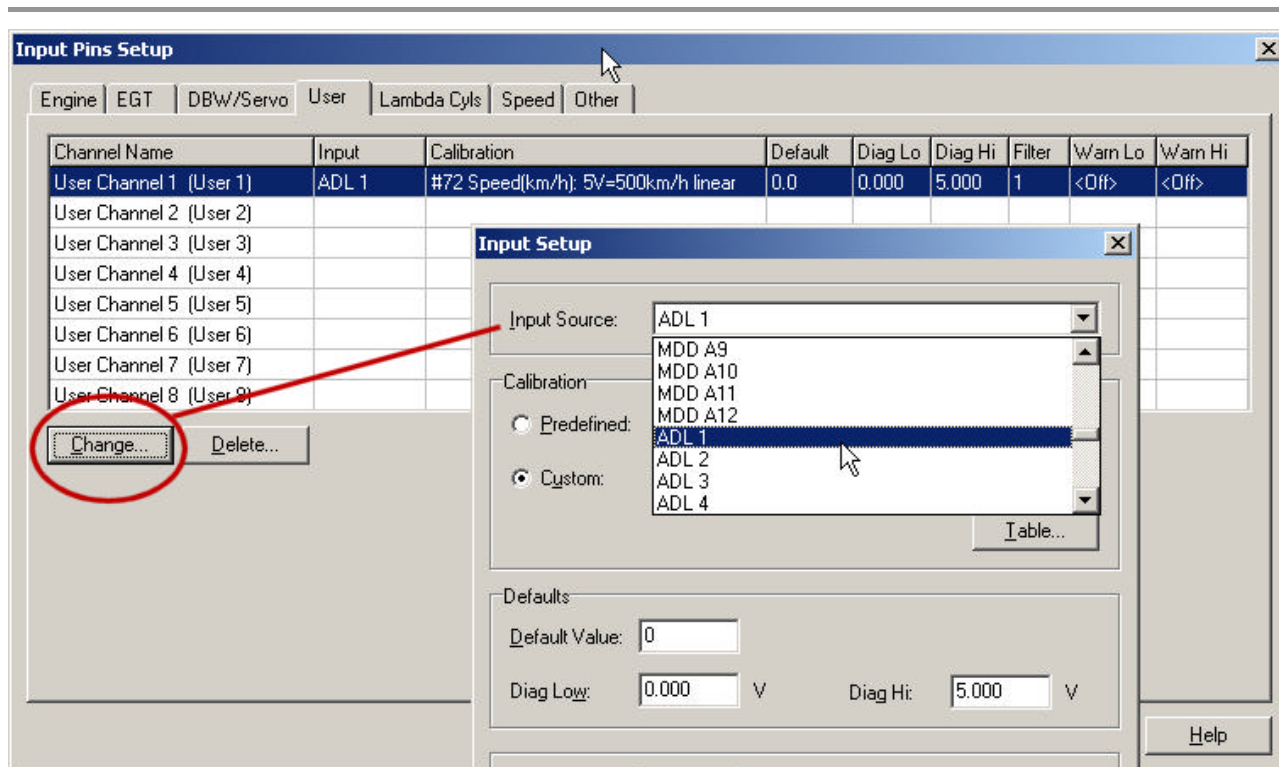 Input Pins Setup
Engine EGT DBW/Servo User Lambda Cyls Speed Other
Channel Name Input Calibration Default Diag Lo Diag Hi Filter Warn Lo Warn Hi
User Channel 1 (User 1) ADL 1 #72 Speed(km/h): 5V=500km/h linear 0.0 0.000 5.000 1 <Off> <Off>
User Channel 2 (User 2)
User Channel 3 (User 3)
User Channel 4 (User 4)
User Channel 5 (User 5)
User Channel 6 (User 6)
User Channel 7 (User 7)
User Channel 8 (User 8)
Change... Delete...
Input Setup
Input Source: ADL 1
MDD A9
MDD A10
MDD A11
MDD A12
ADL 1
ADL 2
ADL 3
ADL 4
Calibration
Predefined:
Custom:
Table...
Defaults
Default Value: 0
Diag Low: 0.000 V Diag Hi: 5.000 V
Help